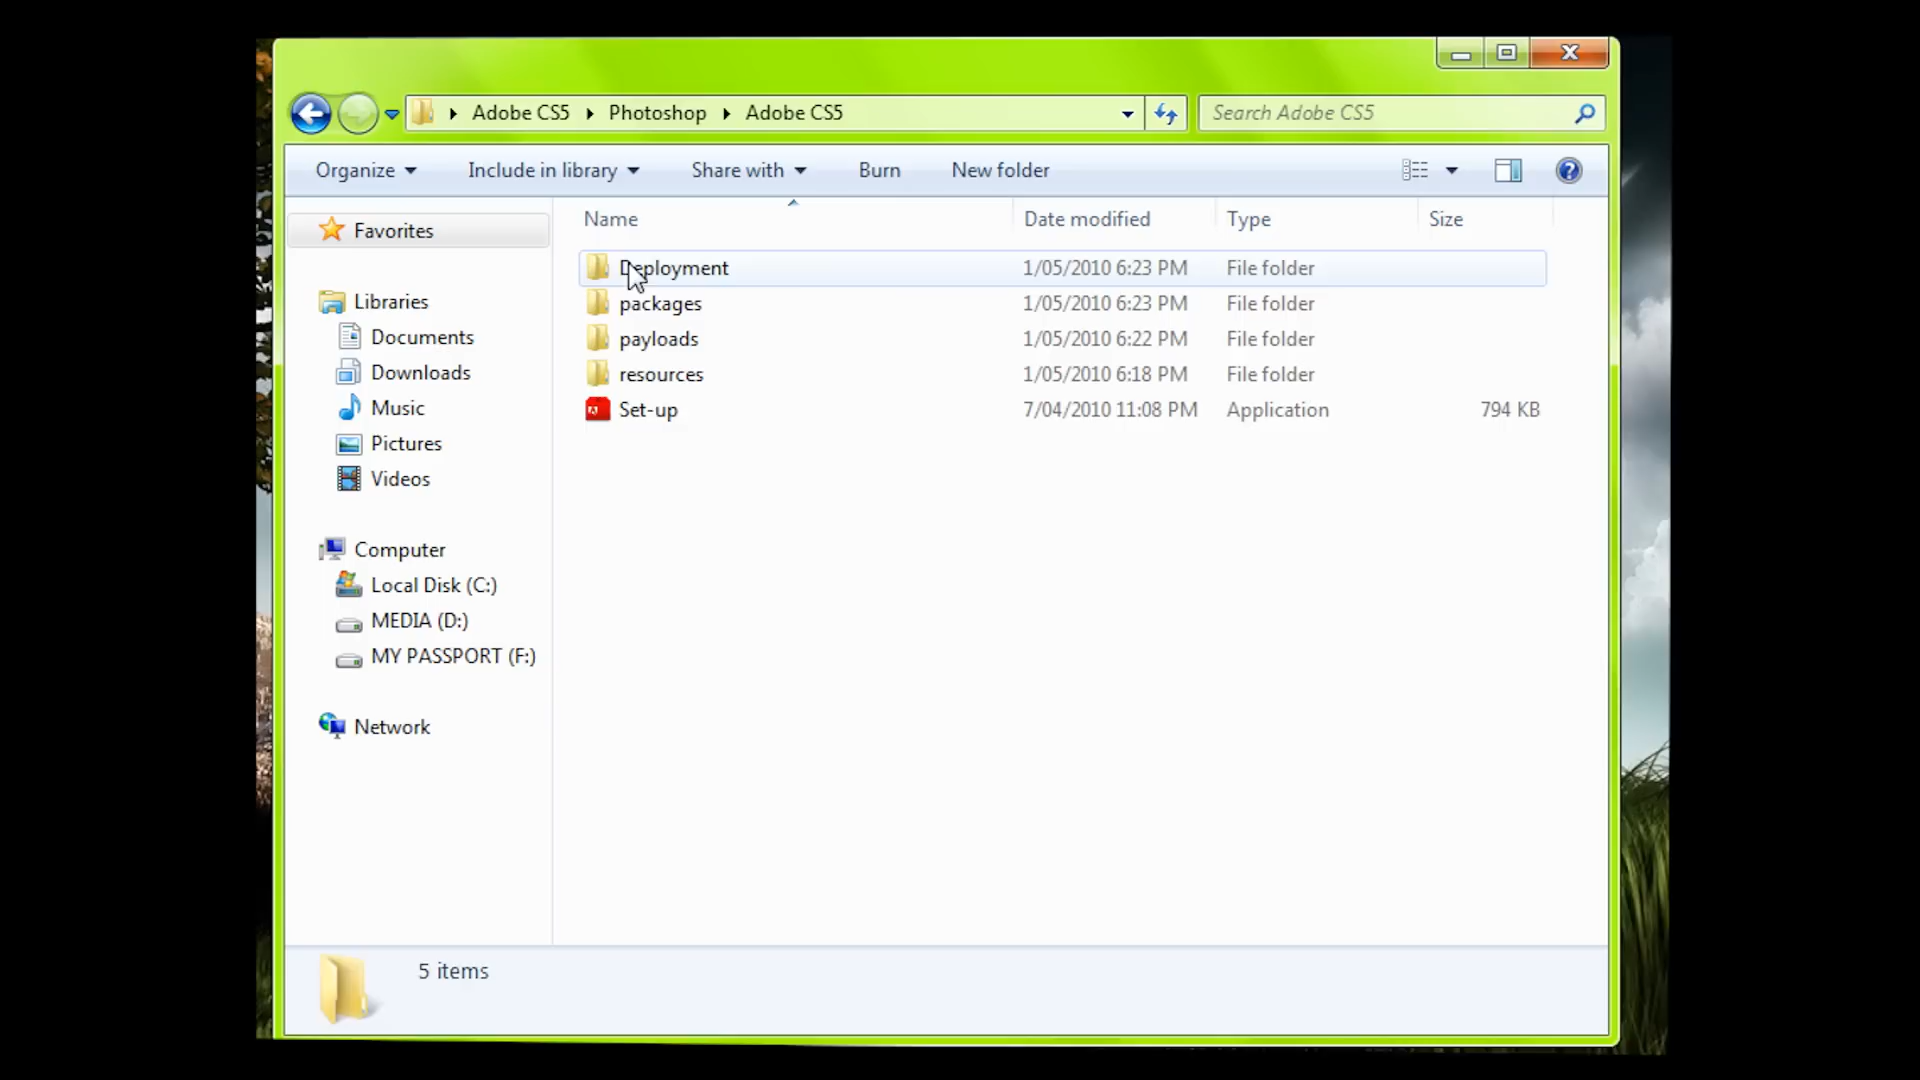 Adobe CS5 Photoshop Adobe CS5 Search Adobe CS5
Organize Include in library Share with Burn New folder
Name Date modified Type Size
Favorites
Libraries
Documents
Downloads
Music
Pictures
Videos
Computer
Local Disk (C:)
MEDIA (D:)
MY PASSPORT (F:)
Network
Deployment 1/05/2010 6:23 PM File folder
packages 1/05/2010 6:23 PM File folder
payloads 1/05/2010 6:22 PM File folder
resources 1/05/2010 6:18 PM File folder
Set-up 7/04/2010 11:08 PM Application 794 KB
5 items